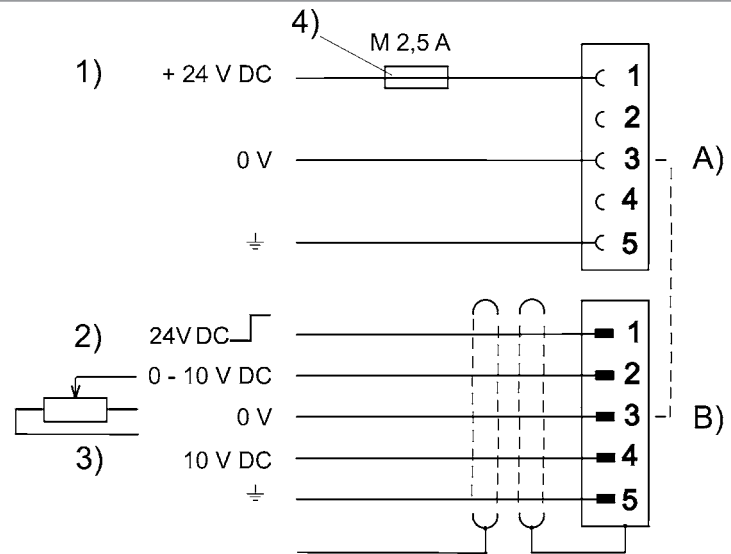 4)
M 2,5 A
1) + 24 V DC 1
2
0 V 3 A)
4
5
2) 24V DC 1
0 - 10 V DC 2
0 V 3 B)
3) 10 V DC 4
5